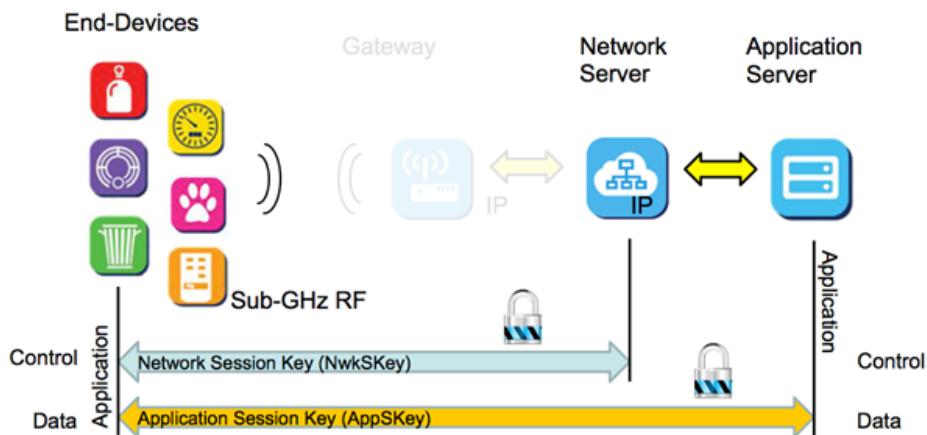 End-Devices
Gateway
Network
Server
Application
Server
IP
IP
Sub-GHz RF
Application
Application
Control
Network Session Key (NwkSKey)
Control
Data
Application Session Key (AppSKey)
Data